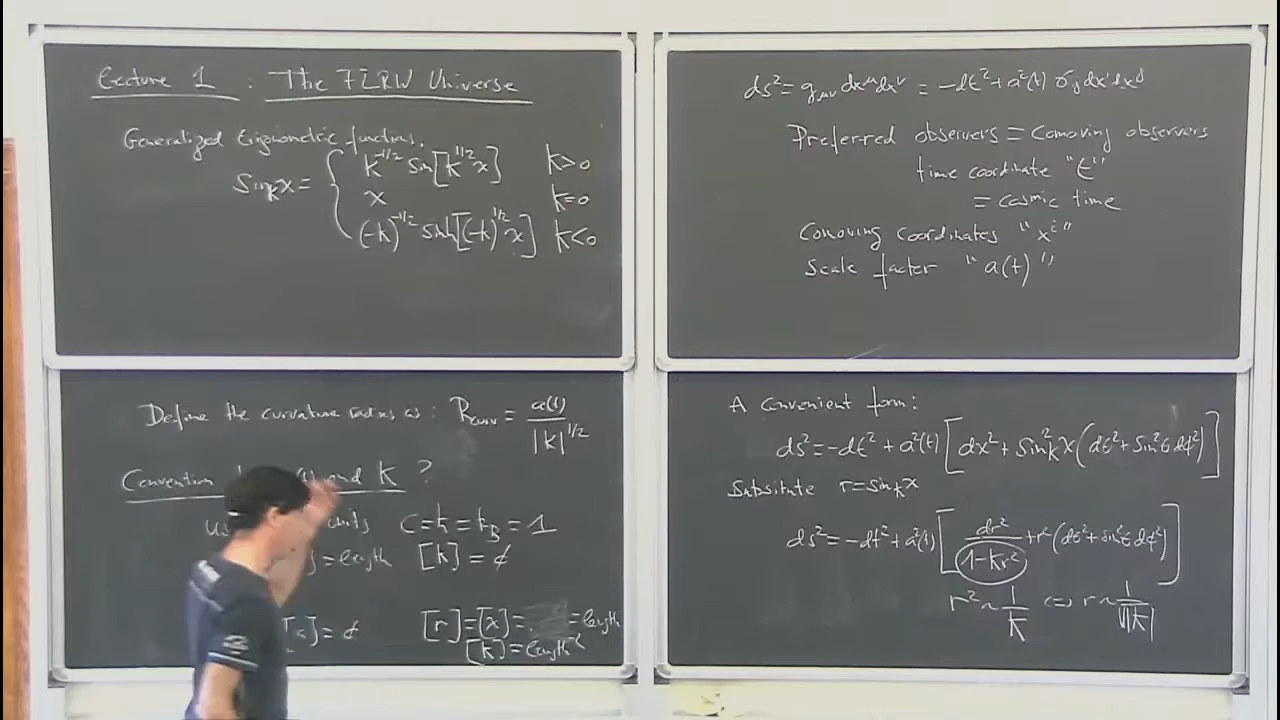 Lecture 1 : The FLRW Universe
Generalized trigonometric functions.
sin_K χ = { K^{-1/2} sin[K^{1/2} χ] K>0
χ K=0
(-K)^{-1/2} sinh[(-K)^{1/2} χ] K<0
Define the curvature radius as : R_curv = a(t) / |K|^{1/2}
Convention and K ?
units c = ħ = k_B = 1
= length [K] = ¢
= ¢ [r] = [χ] = = length
[K] = length
ds² = g_μν dx^μ dx^ν = -dt² + a²(t) σ_ij dx^i dx^j
Preferred observers = Comoving observers
time coordinate "t"
= cosmic time
Comoving coordinates "x^i"
Scale factor "a(t)"
A convenient form:
ds² = -dt² + a²(t) [dχ² + sin_K² χ (dθ² + sin²θ dφ²)]
Subsitute r = sin_K χ
ds² = -dt² + a²(t) [dr² / (1-Kr²) + r² (dθ² + sin²θ dφ²)]
r² ~ 1/K ⇔ r ~ 1/√|K|